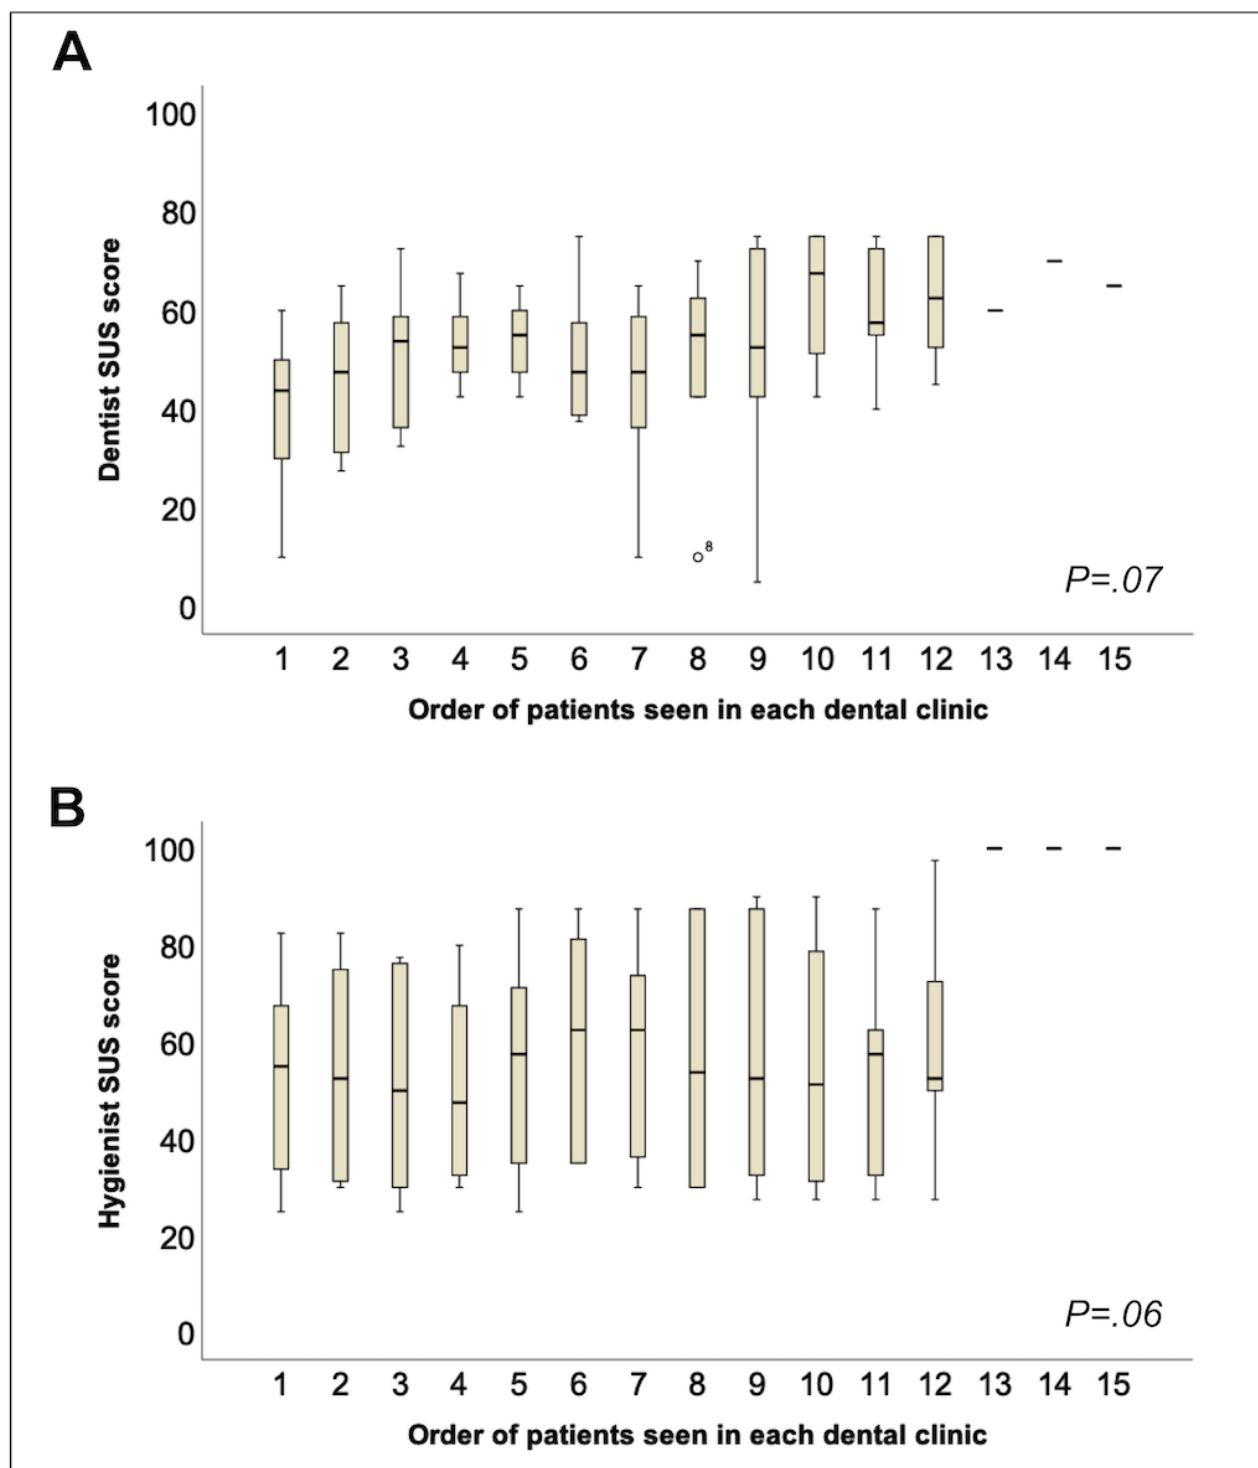 A
100
80
60
40
20
0
Dentist SUS score
8
P=.07
1 2 3 4 5 6 7 8 9 10 11 12 13 14 15
Order of patients seen in each dental clinic
B
100
80
60
40
20
0
Hygienist SUS score
P=.06
1 2 3 4 5 6 7 8 9 10 11 12 13 14 15
Order of patients seen in each dental clinic